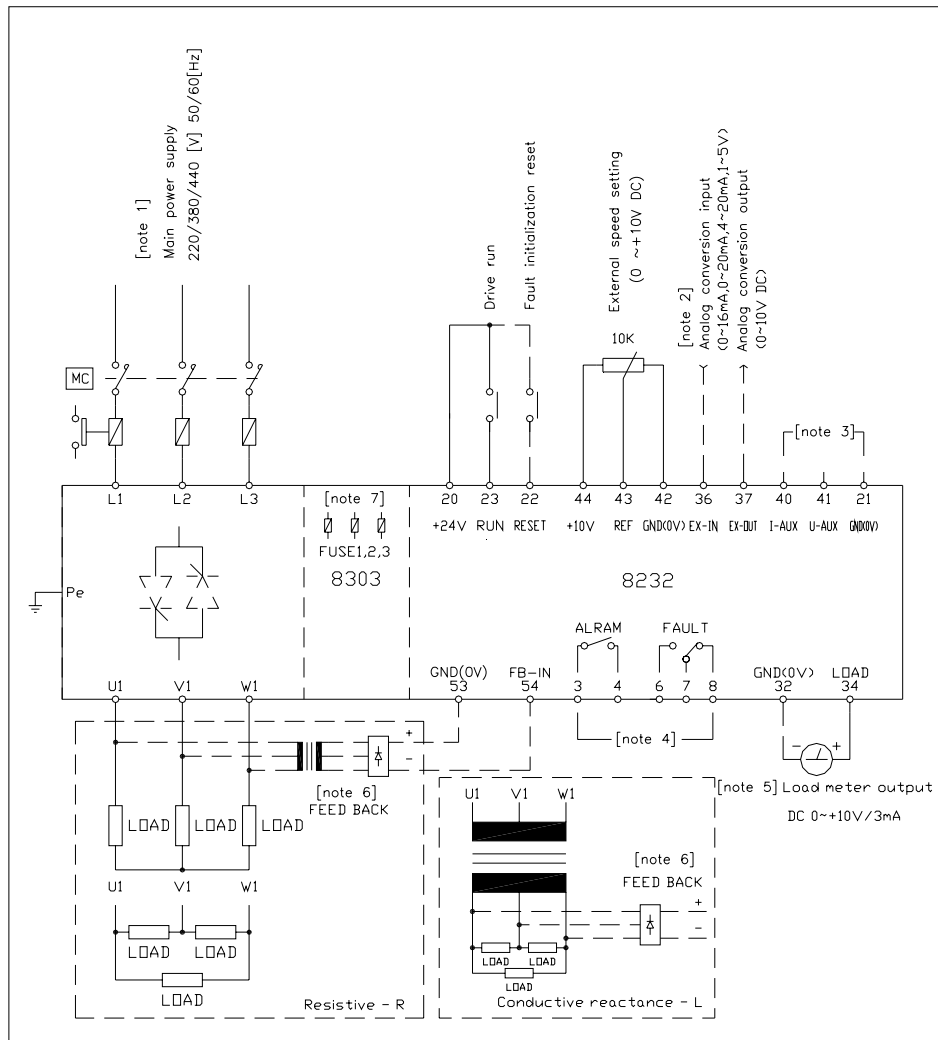 [note 1]
Main power supply
220/380/440 [V] 50/60[Hz]
Drive run
Fault initialization reset
External speed setting
(0 ~+10V DC)
[note 2]
Analog conversion input
(0~16mA,0~20mA,4~20mA,1~5V)
Analog conversion output
(0~10V DC)
MC
10K
[note 3]
L1 L2 L3
[note 7]
FUSE1,2,3
8303
20 23 22 44 43 42 36 37 40 41 21
+24V RUN RESET +10V REF GND(0V) EX-IN EX-OUT I-AUX U-AUX GND(0V)
8232
Pe
ALRAM FAULT
U1 V1 W1
GND(0V) FB-IN GND(0V) LOAD
53 54 3 4 6 7 8 32 34
+
-
[note 4]
- +
[note 6]
FEED BACK
[note 5] Load meter output
DC 0~+10V/3mA
LOAD LOAD LOAD
U1 V1 W1
LOAD LOAD
LOAD
Resistive - R
U1 V1 W1
[note 6]
FEED BACK
+
-
LOAD LOAD
LOAD
Conductive reactance - L